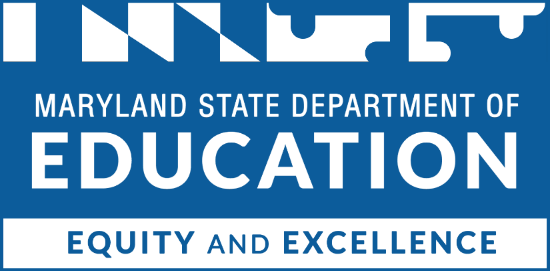 MARYLAND STATE DEPARTMENT OF
EDUCATION
EQUITY AND EXCELLENCE